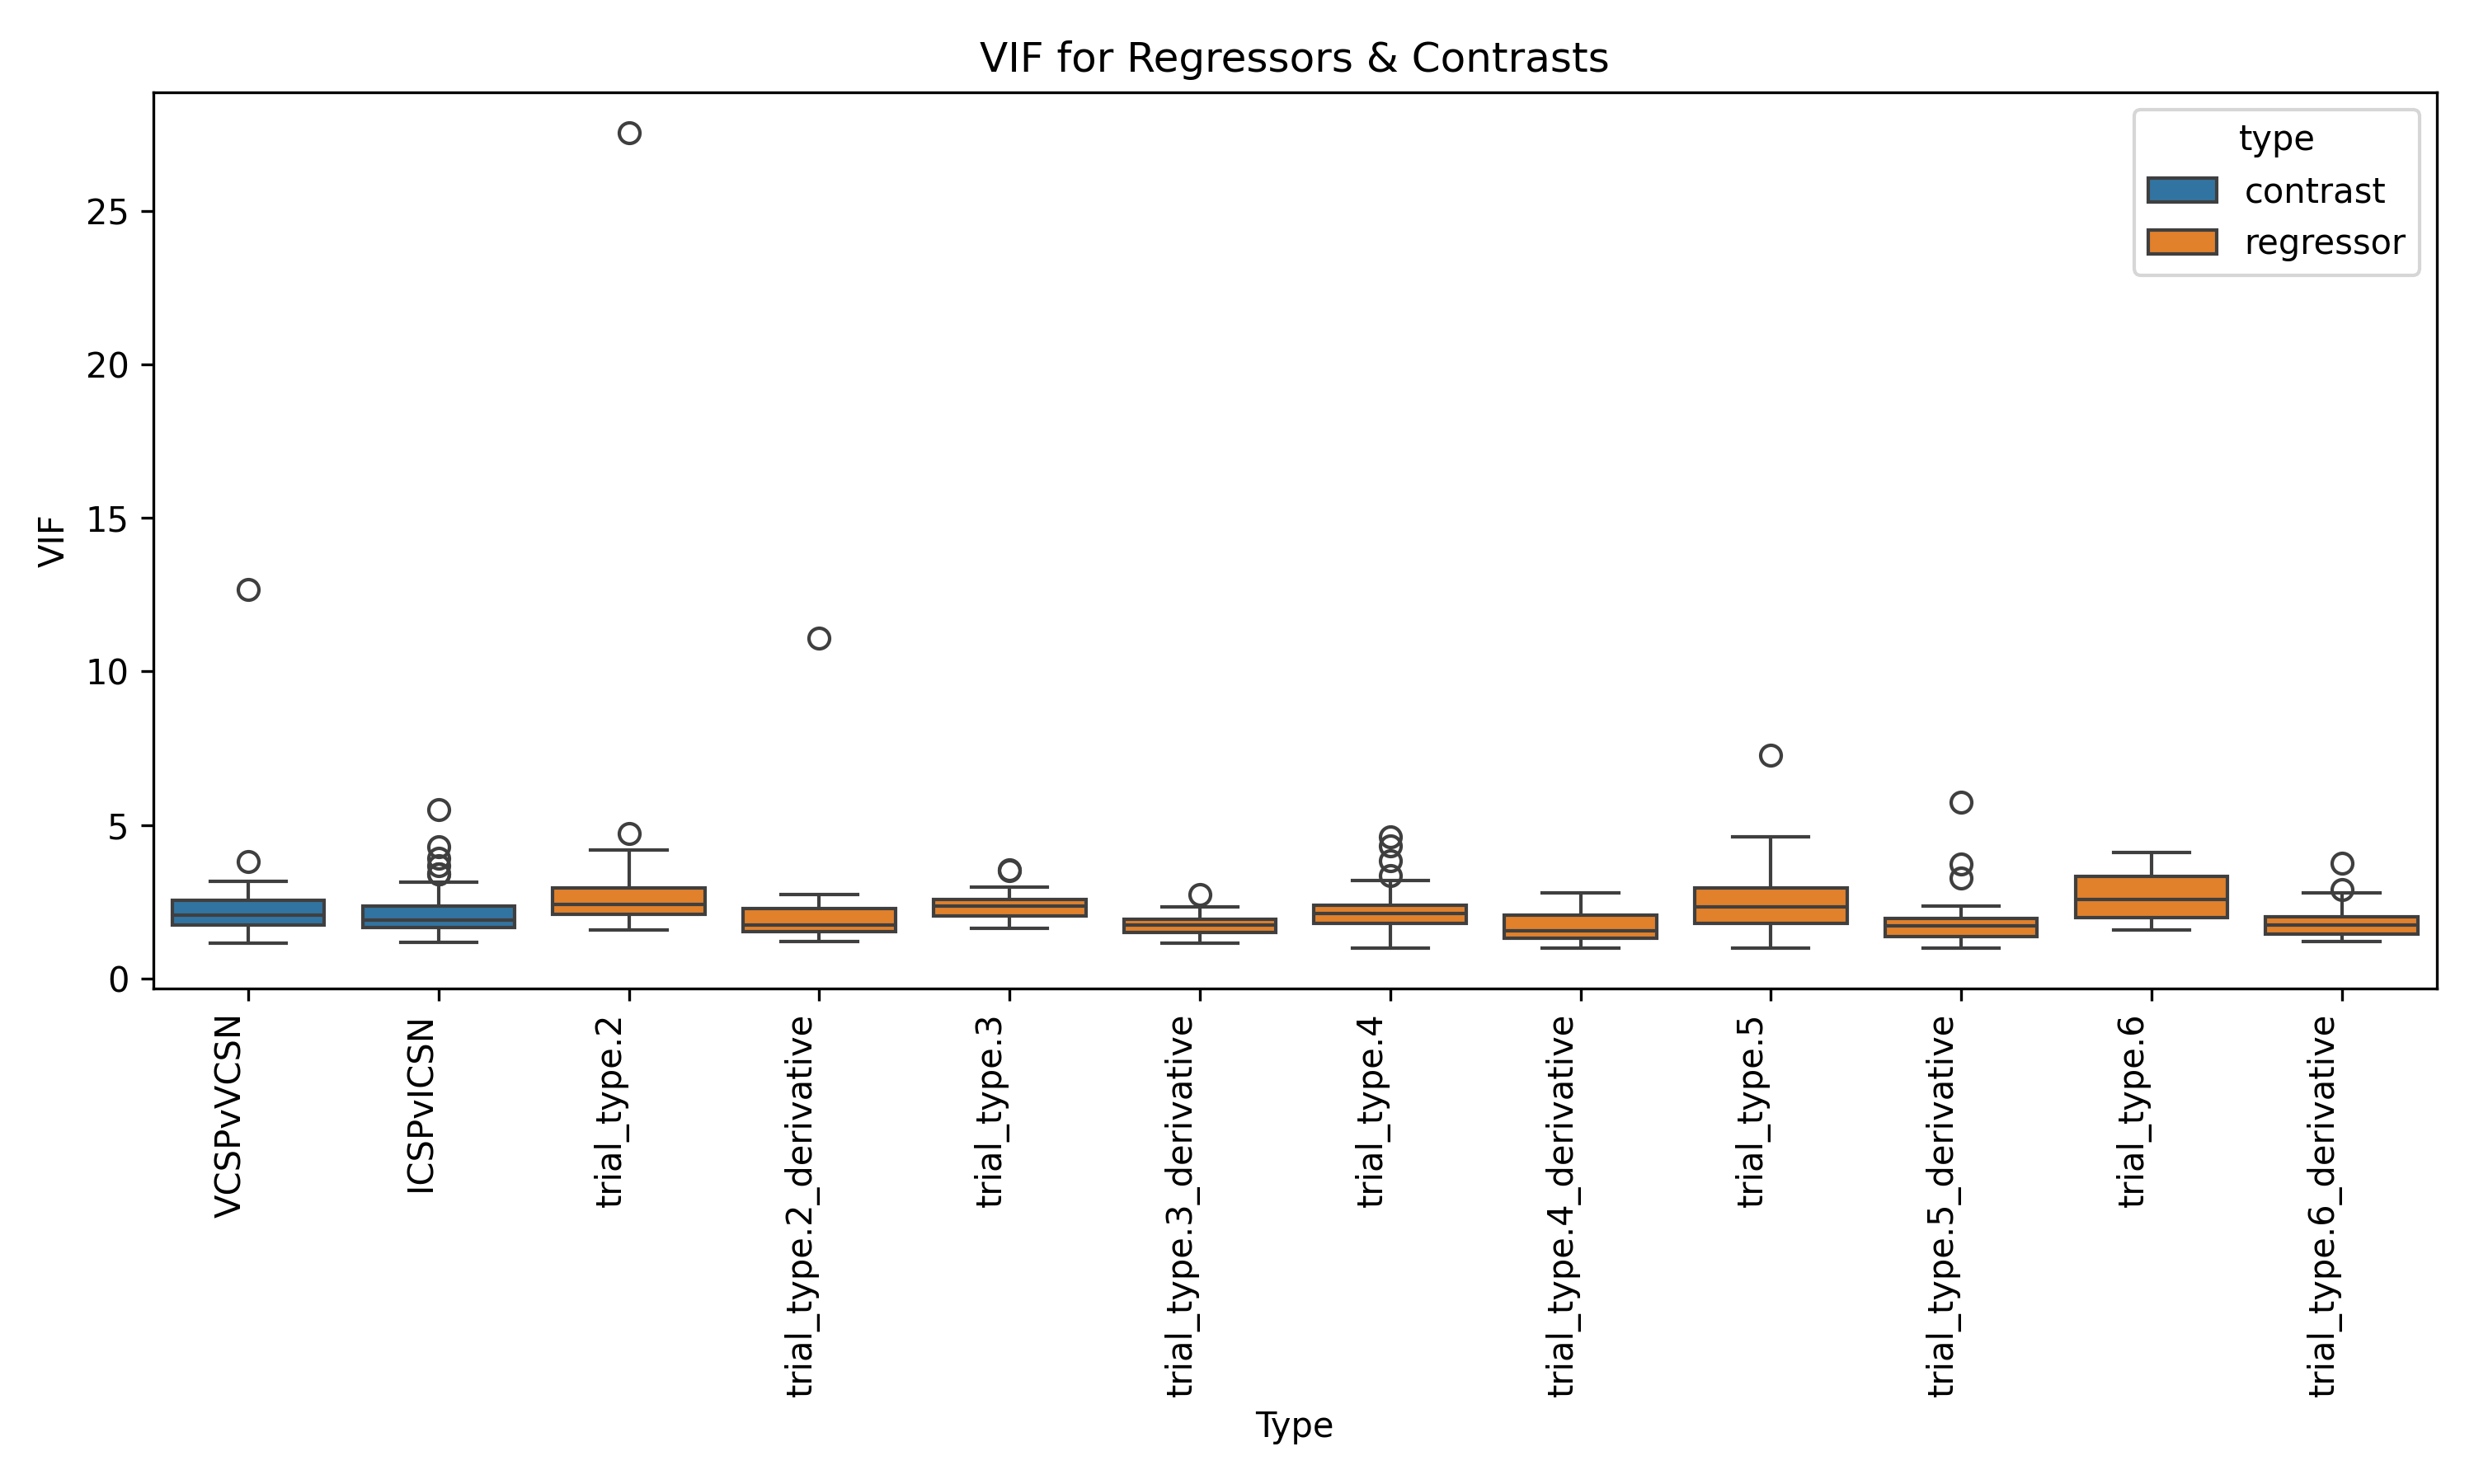 VIF for Regressors & Contrasts
type
contrast
regressor
VIF
25
20
15
10
5
0
VCSPvVCSN
ICSPvICSN
trial_type.2
trial_type.2_derivative
trial_type.3
trial_type.3_derivative
trial_type.4
trial_type.4_derivative
trial_type.5
trial_type.5_derivative
trial_type.6
trial_type.6_derivative
Type